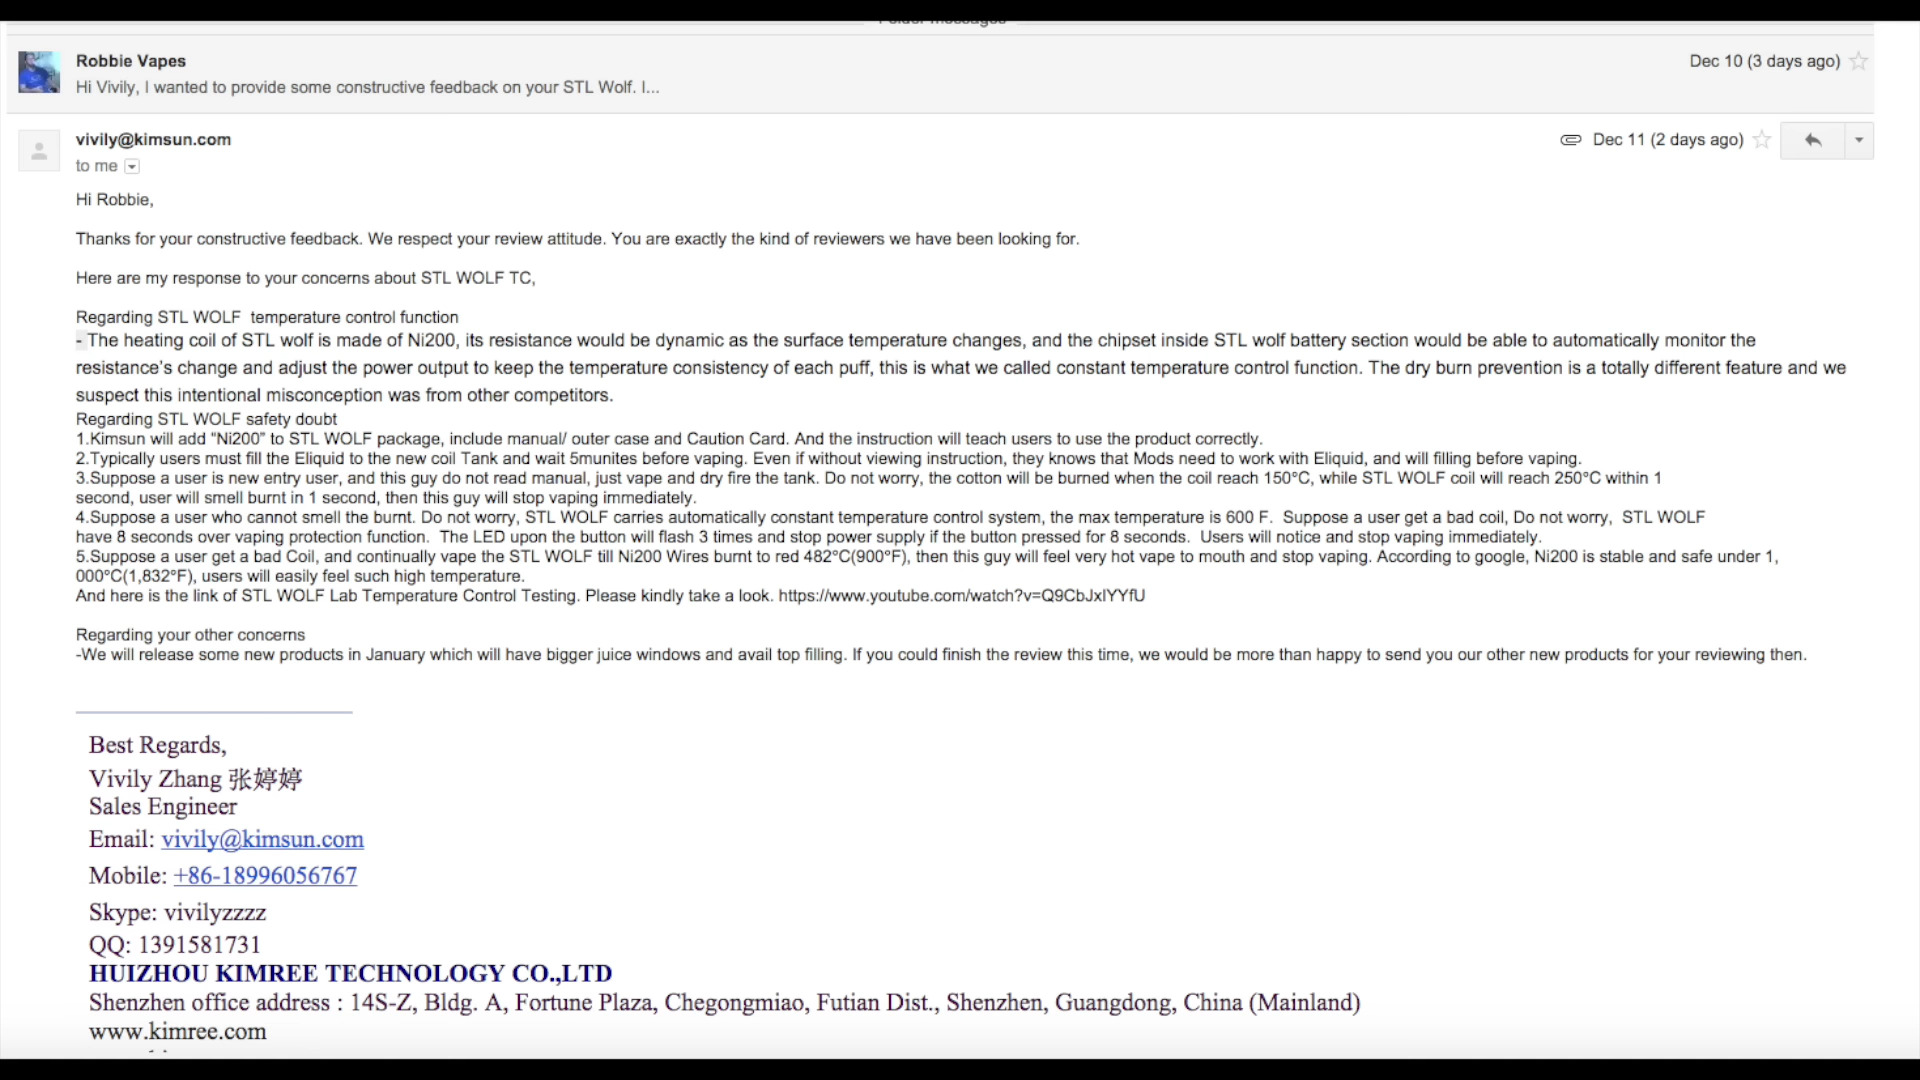 Folder messages
Robbie Vapes
Dec 10 (3 days ago)
Hi Vivily, I wanted to provide some constructive feedback on your STL Wolf. I...
vivily@kimsun.com
Dec 11 (2 days ago)
to me
Hi Robbie,
Thanks for your constructive feedback. We respect your review attitude. You are exactly the kind of reviewers we have been looking for.
Here are my response to your concerns about STL WOLF TC,
Regarding STL WOLF  temperature control function
- The heating coil of STL wolf is made of Ni200, its resistance would be dynamic as the surface temperature changes, and the chipset inside STL wolf battery section would be able to automatically monitor the
resistance's change and adjust the power output to keep the temperature consistency of each puff, this is what we called constant temperature control function. The dry burn prevention is a totally different feature and we
suspect this intentional misconception was from other competitors.
Regarding STL WOLF safety doubt
1.Kimsun will add “Ni200” to STL WOLF package, include manual/ outer case and Caution Card. And the instruction will teach users to use the product correctly.
2.Typically users must fill the Eliquid to the new coil Tank and wait 5munites before vaping. Even if without viewing instruction, they knows that Mods need to work with Eliquid, and will filling before vaping.
3.Suppose a user is new entry user, and this guy do not read manual, just vape and dry fire the tank. Do not worry, the cotton will be burned when the coil reach 150°C, while STL WOLF coil will reach 250°C within 1
second, user will smell burnt in 1 second, then this guy will stop vaping immediately.
4.Suppose a user who cannot smell the burnt. Do not worry, STL WOLF carries automatically constant temperature control system, the max temperature is 600 F.  Suppose a user get a bad coil, Do not worry,  STL WOLF
have 8 seconds over vaping protection function.  The LED upon the button will flash 3 times and stop power supply if the button pressed for 8 seconds.  Users will notice and stop vaping immediately.
5.Suppose a user get a bad Coil, and continually vape the STL WOLF till Ni200 Wires burnt to red 482°C(900°F), then this guy will feel very hot vape to mouth and stop vaping. According to google, Ni200 is stable and safe under 1,
000°C(1,832°F), users will easily feel such high temperature.
And here is the link of STL WOLF Lab Temperature Control Testing. Please kindly take a look. https://www.youtube.com/watch?v=Q9CbJxlYYfU
Regarding your other concerns
-We will release some new products in January which will have bigger juice windows and avail top filling. If you could finish the review this time, we would be more than happy to send you our other new products for your reviewing then.
Best Regards,
Vivily Zhang 张婷婷
Sales Engineer
Email: vivily@kimsun.com
Mobile: +86-18996056767
Skype: vivilyzzzz
QQ: 1391581731
HUIZHOU KIMREE TECHNOLOGY CO.,LTD
Shenzhen office address : 14S-Z, Bldg. A, Fortune Plaza, Chegongmiao, Futian Dist., Shenzhen, Guangdong, China (Mainland)
www.kimree.com